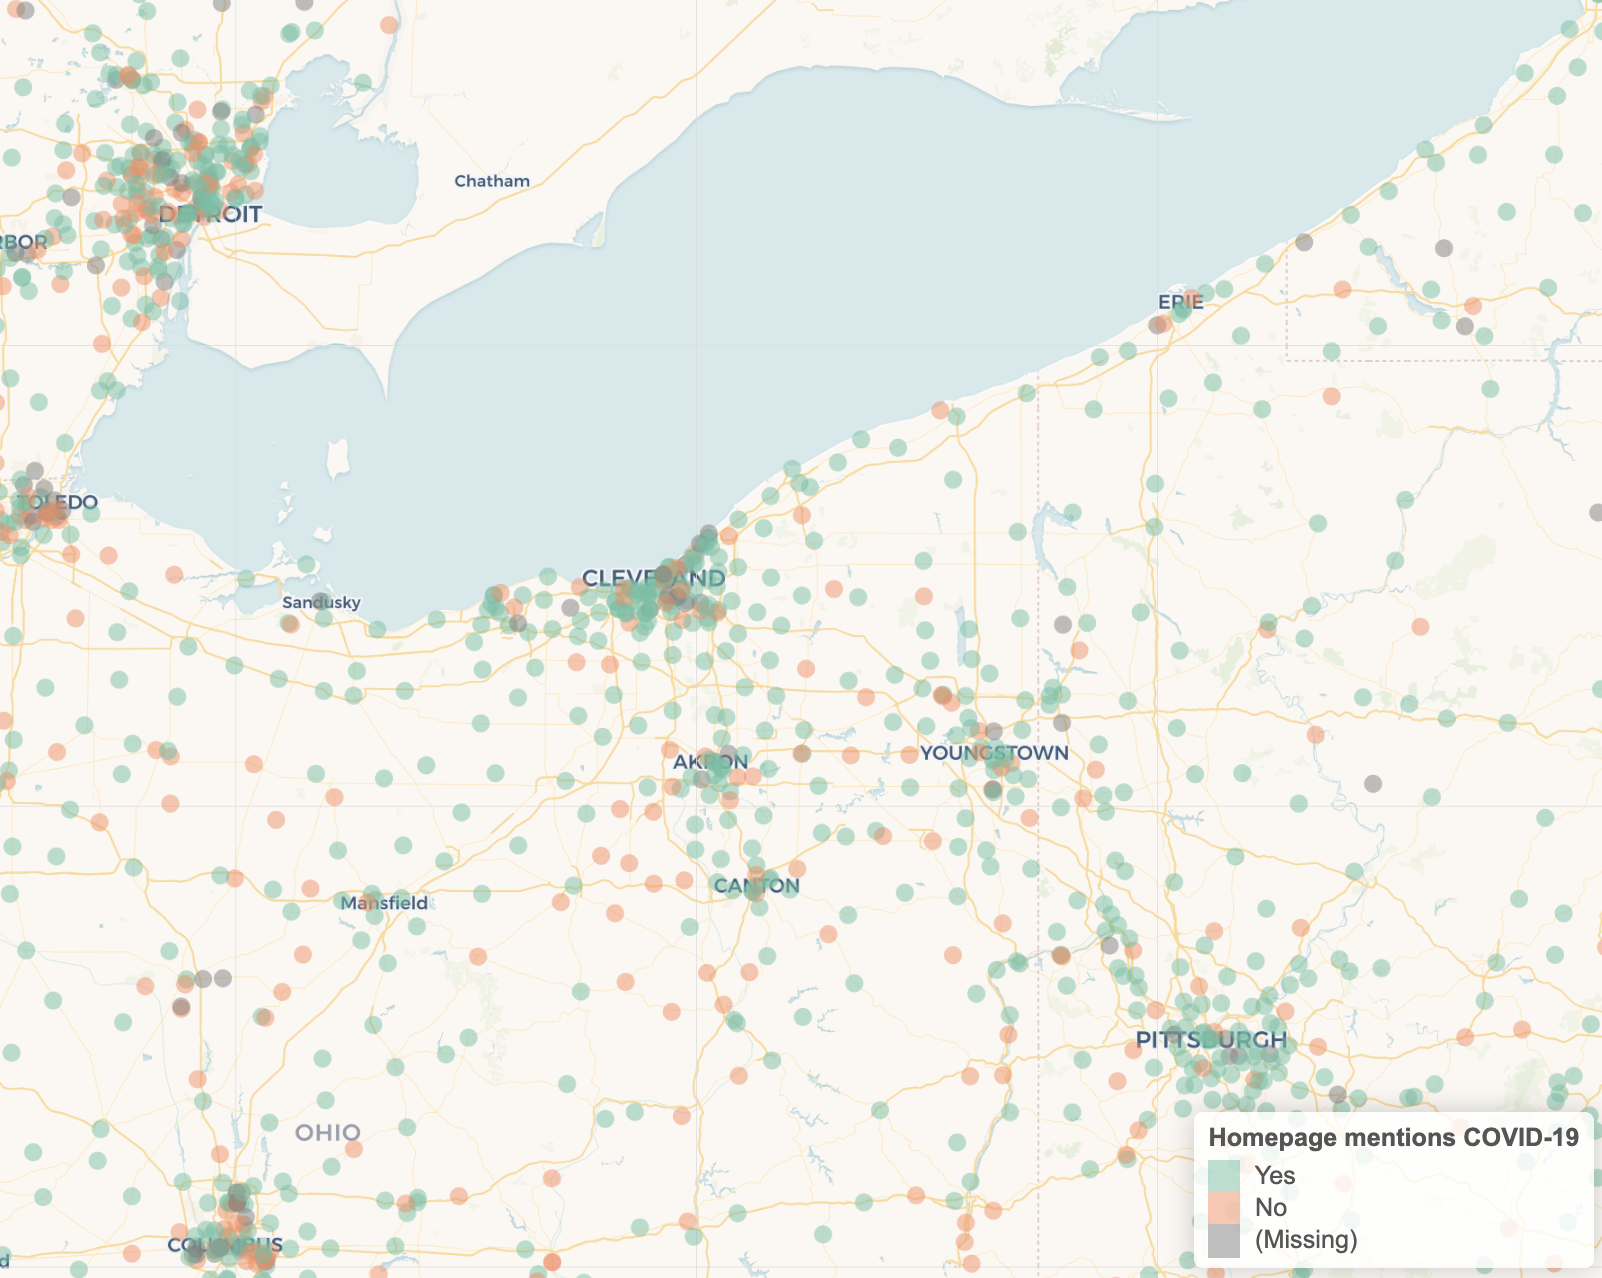 Chatham
DETROIT
RBOR
ERIE
TOLEDO
CLEVELAND
Sandusky
YOUNGSTOWN
AKRON
CANTON
Mansfield
PITTSBURGH
OHIO
COLUMBUS
d
Homepage mentions COVID-19
Yes
No
(Missing)